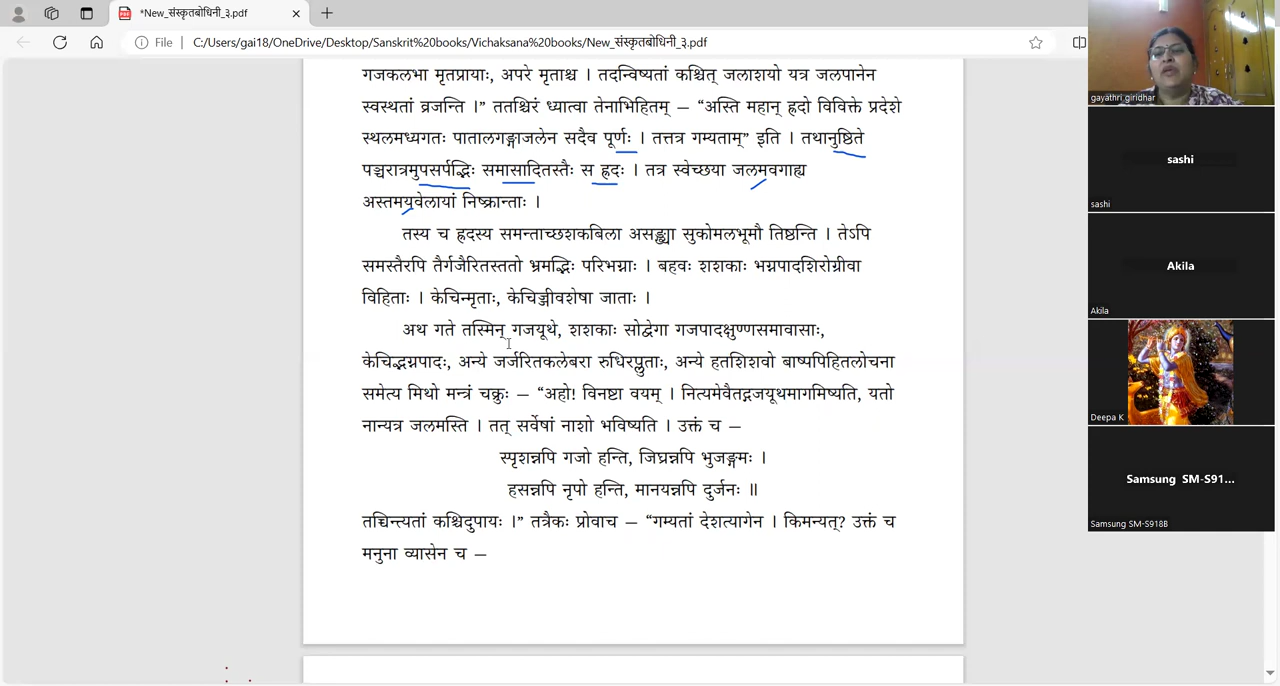 *New_संस्कृतबोधिनी_३.pdf
File | C:/Users/gai18/OneDrive/Desktop/Sanskrit%20books/Vichaksana%20books/New_संस्कृतबोधिनी_३.pdf
गजकलभा मृतप्रायाः, अपरे मृताश्च । तदन्विष्यतां कश्चित् जलाशयो यत्र जलपानेन
स्वस्थतां व्रजन्ति ।” ततश्चिरं ध्यात्वा तेनाभिहितम् – “अस्ति महान् ह्रदो विविक्ते प्रदेशे
स्थलमध्यगतः पातालगङ्गाजलेन सदैव पूर्णः । तत्तत्र गम्यताम्” इति । तथानुष्ठिते
पञ्चरात्रमुपसर्पद्भिः समासादितस्तैः स ह्रदः । तत्र स्वेच्छया जलमवगाह्य
अस्तमयवेलायां निष्क्रान्ताः ।
तस्य च ह्रदस्य समन्ताच्छशकबिला असङ्ख्या सुकोमलभूमौ तिष्ठन्ति । तेऽपि
समस्तैरपि तैर्गजैरितस्ततो भ्रमद्भिः परिभग्नाः । बहवः शशकाः भग्नपादशिरोग्रीवा
विहिताः । केचिन्मृताः, केचिज्जीवशेषा जाताः ।
अथ गते तस्मिन् गजयूथे, शशकाः सोद्वेगा गजपादक्षुण्णसमावासाः,
केचिद्भग्नपादः, अन्ये जर्जरितकलेबरा रुधिरप्लुताः, अन्ये हतशिशवो बाष्पपिहितलोचना
समेत्य मिथो मन्त्रं चक्रुः – “अहो! विनष्टा वयम् । नित्यमेवैतद्गजयूथमागमिष्यति, यतो
नान्यत्र जलमस्ति । तत् सर्वेषां नाशो भविष्यति । उक्तं च –
स्पृशन्नपि गजो हन्ति, जिघ्रन्नपि भुजङ्गमः ।
हसन्नपि नृपो हन्ति, मानयन्नपि दुर्जनः ॥
तच्चिन्त्यतां कश्चिदुपायः ।” तत्रैकः प्रोवाच – “गम्यतां देशत्यागेन । किमन्यत्? उक्तं च
मनुना व्यासेन च –
gayathri giridhar
sashi
sashi
Akila
Akila
Deepa K
Samsung SM-S91...
Samsung SM-S918B